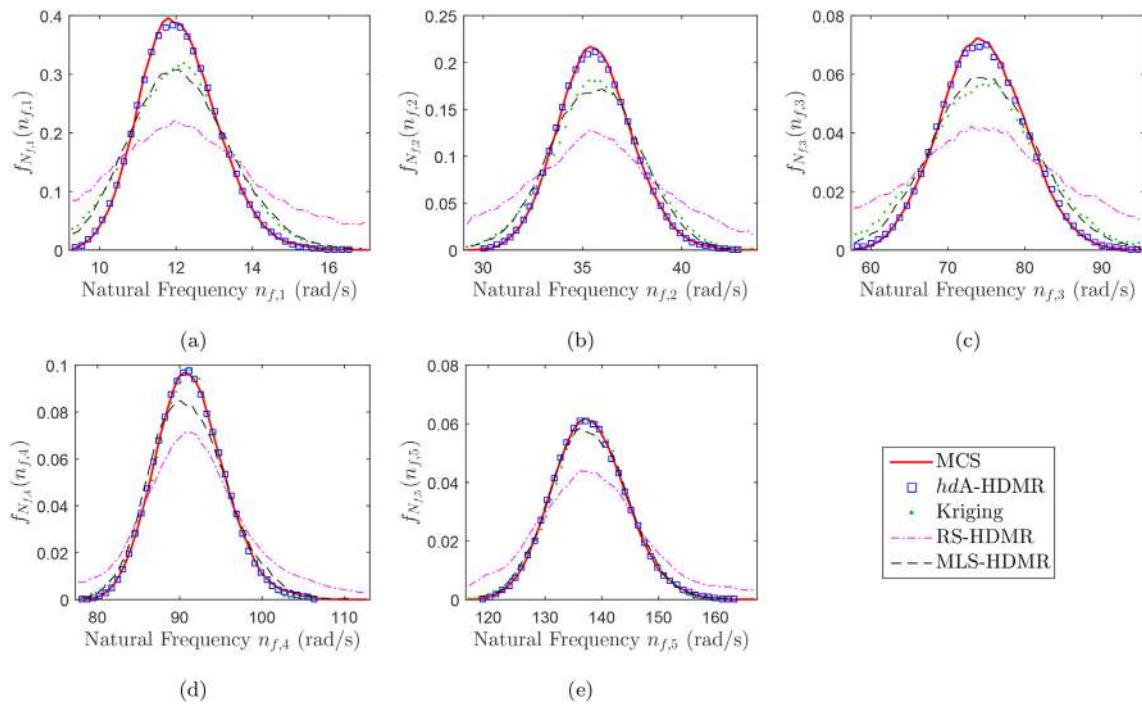 0.4
0.3
0.2
0.1
0
f_{N_{f,1}}(n_{f,1})
10 12 14 16
Natural Frequency n_{f,1} (rad/s)
(a)
0.25
0.2
0.15
0.1
0.05
0
f_{N_{f,2}}(n_{f,2})
30 35 40
Natural Frequency n_{f,2} (rad/s)
(b)
0.08
0.06
0.04
0.02
0
f_{N_{f,3}}(n_{f,3})
60 70 80 90
Natural Frequency n_{f,3} (rad/s)
(c)
0.1
0.08
0.06
0.04
0.02
0
f_{N_{f,4}}(n_{f,4})
80 90 100 110
Natural Frequency n_{f,4} (rad/s)
(d)
0.08
0.06
0.04
0.02
0
f_{N_{f,5}}(n_{f,5})
120 130 140 150 160
Natural Frequency n_{f,5} (rad/s)
(e)
MCS
hdA-HDMR
Kriging
RS-HDMR
MLS-HDMR